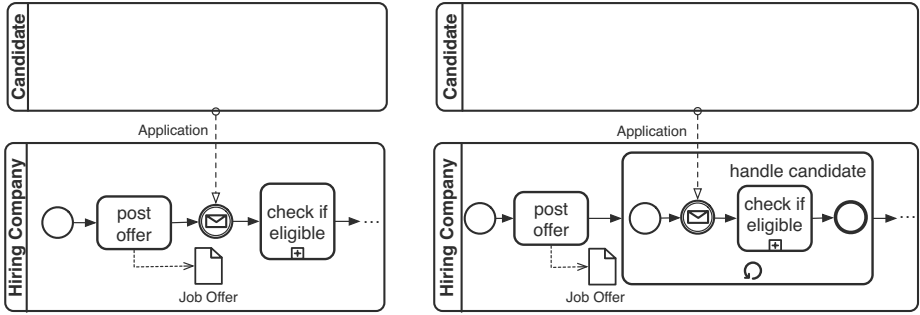 Candidate
Application
Hiring Company
post
offer
check if
eligible
...
Job Offer
Candidate
Application
Hiring Company
handle candidate
post
offer
check if
eligible
...
Job Offer